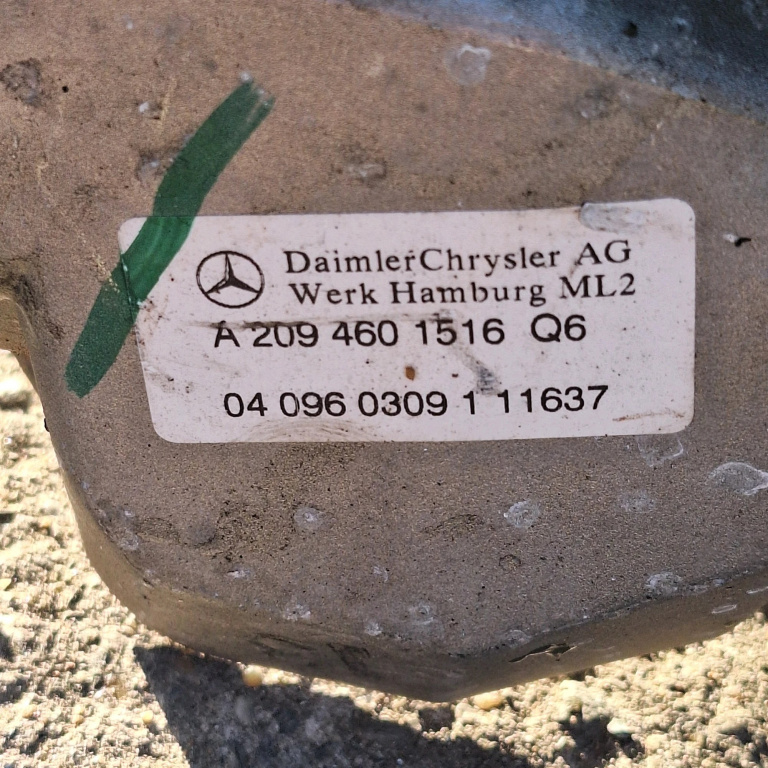 DaimlerChrysler AG
Werk Hamburg ML2
A 209 460 1516 Q6
04 096 0309 1 11637